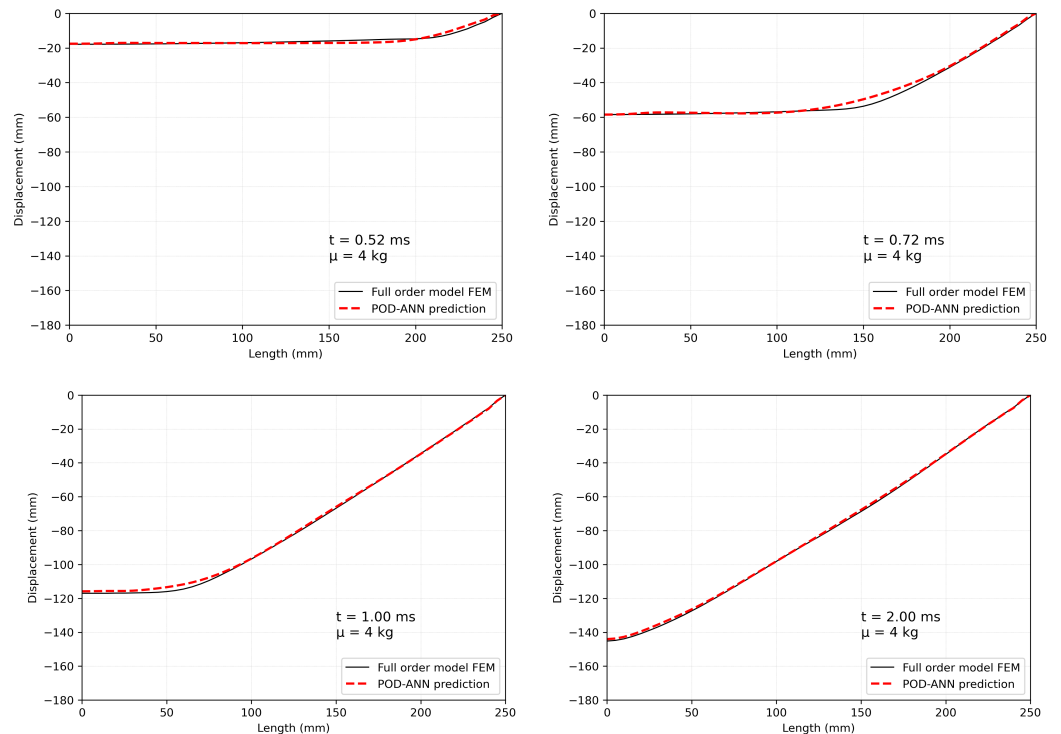 0
−20
−40
−60
−80
−100
−120
−140
−160
−180
Displacement (mm)
t = 0.52 ms
μ = 4 kg
Full order model FEM
POD-ANN prediction
0 50 100 150 200 250
Length (mm)
0
−20
−40
−60
−80
−100
−120
−140
−160
−180
Displacement (mm)
t = 0.72 ms
μ = 4 kg
Full order model FEM
POD-ANN prediction
0 50 100 150 200 250
Length (mm)
0
−20
−40
−60
−80
−100
−120
−140
−160
−180
Displacement (mm)
t = 1.00 ms
μ = 4 kg
Full order model FEM
POD-ANN prediction
0 50 100 150 200 250
Length (mm)
0
−20
−40
−60
−80
−100
−120
−140
−160
−180
Displacement (mm)
t = 2.00 ms
μ = 4 kg
Full order model FEM
POD-ANN prediction
0 50 100 150 200 250
Length (mm)